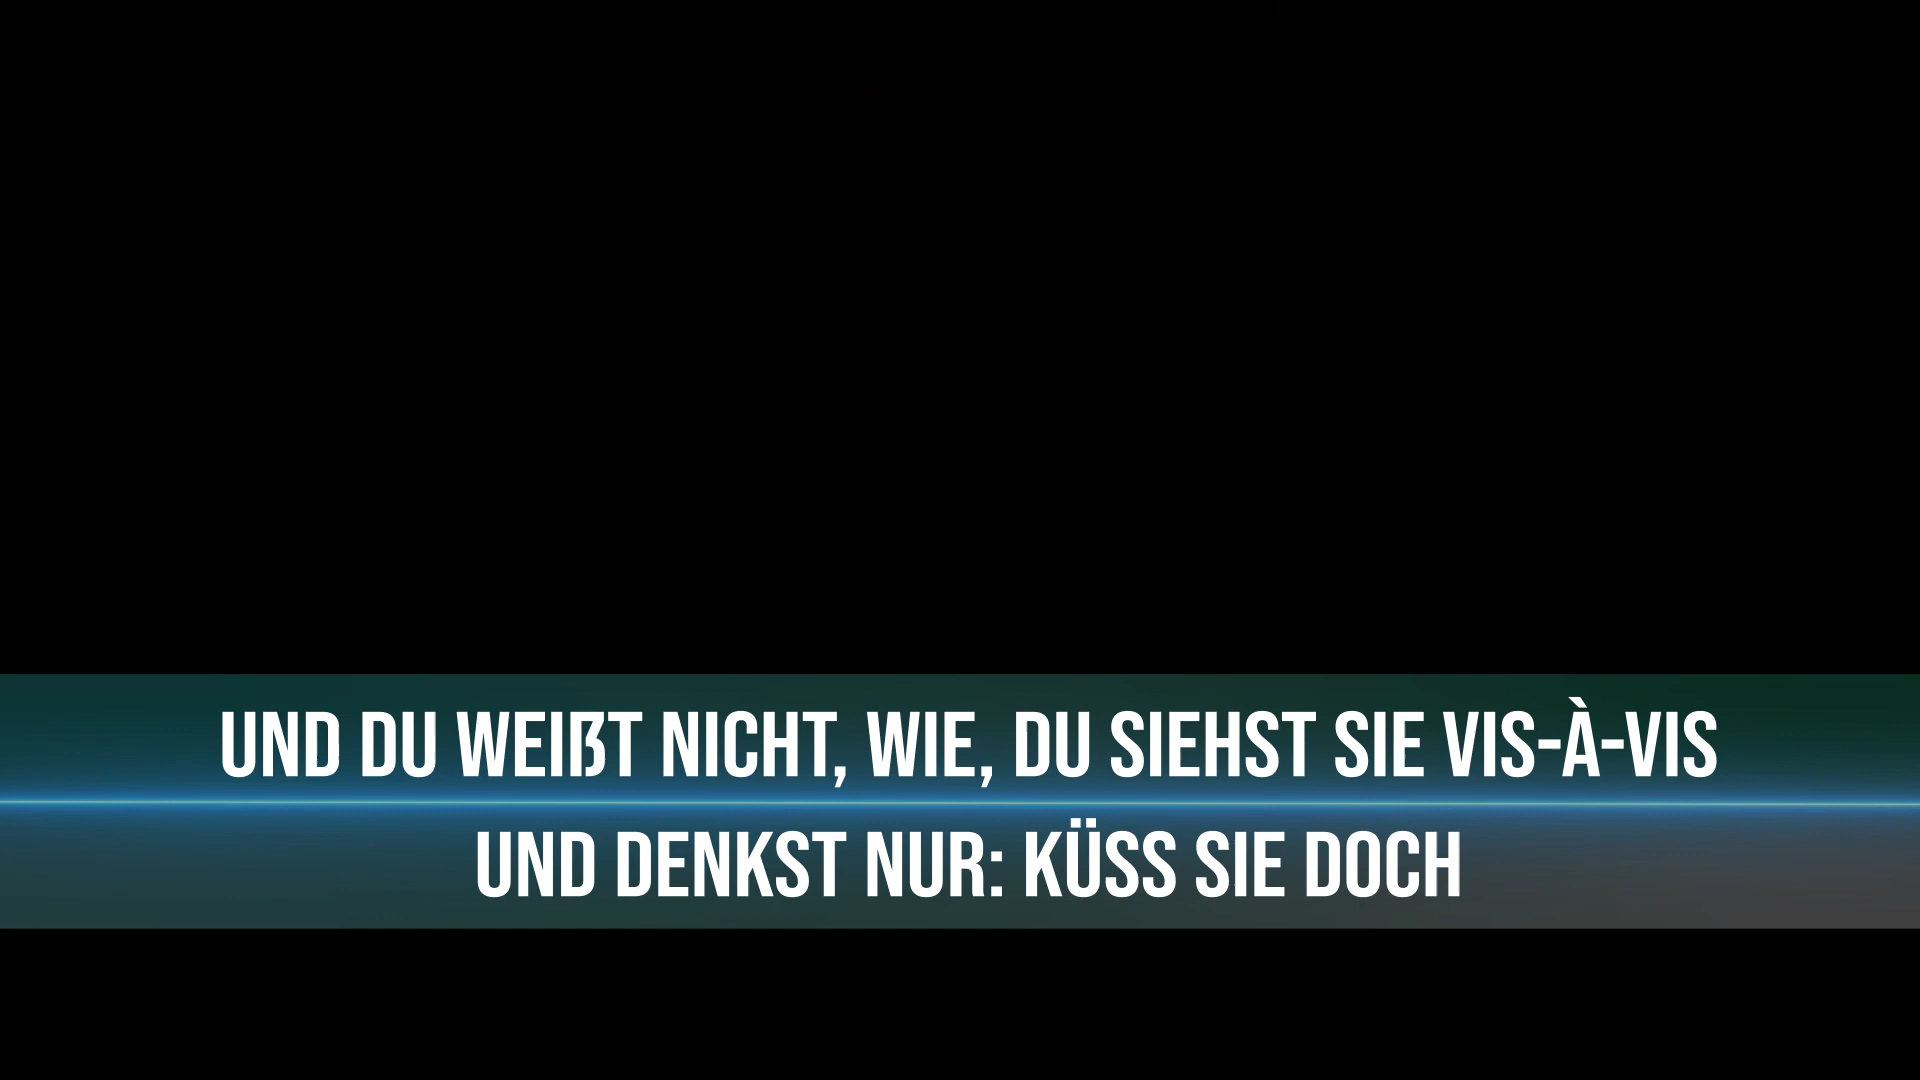 UND DU WEIßT NICHT, WIE, DU SIEHST SIE VIS-À-VIS
UND DENKST NUR: KÜSS SIE DOCH